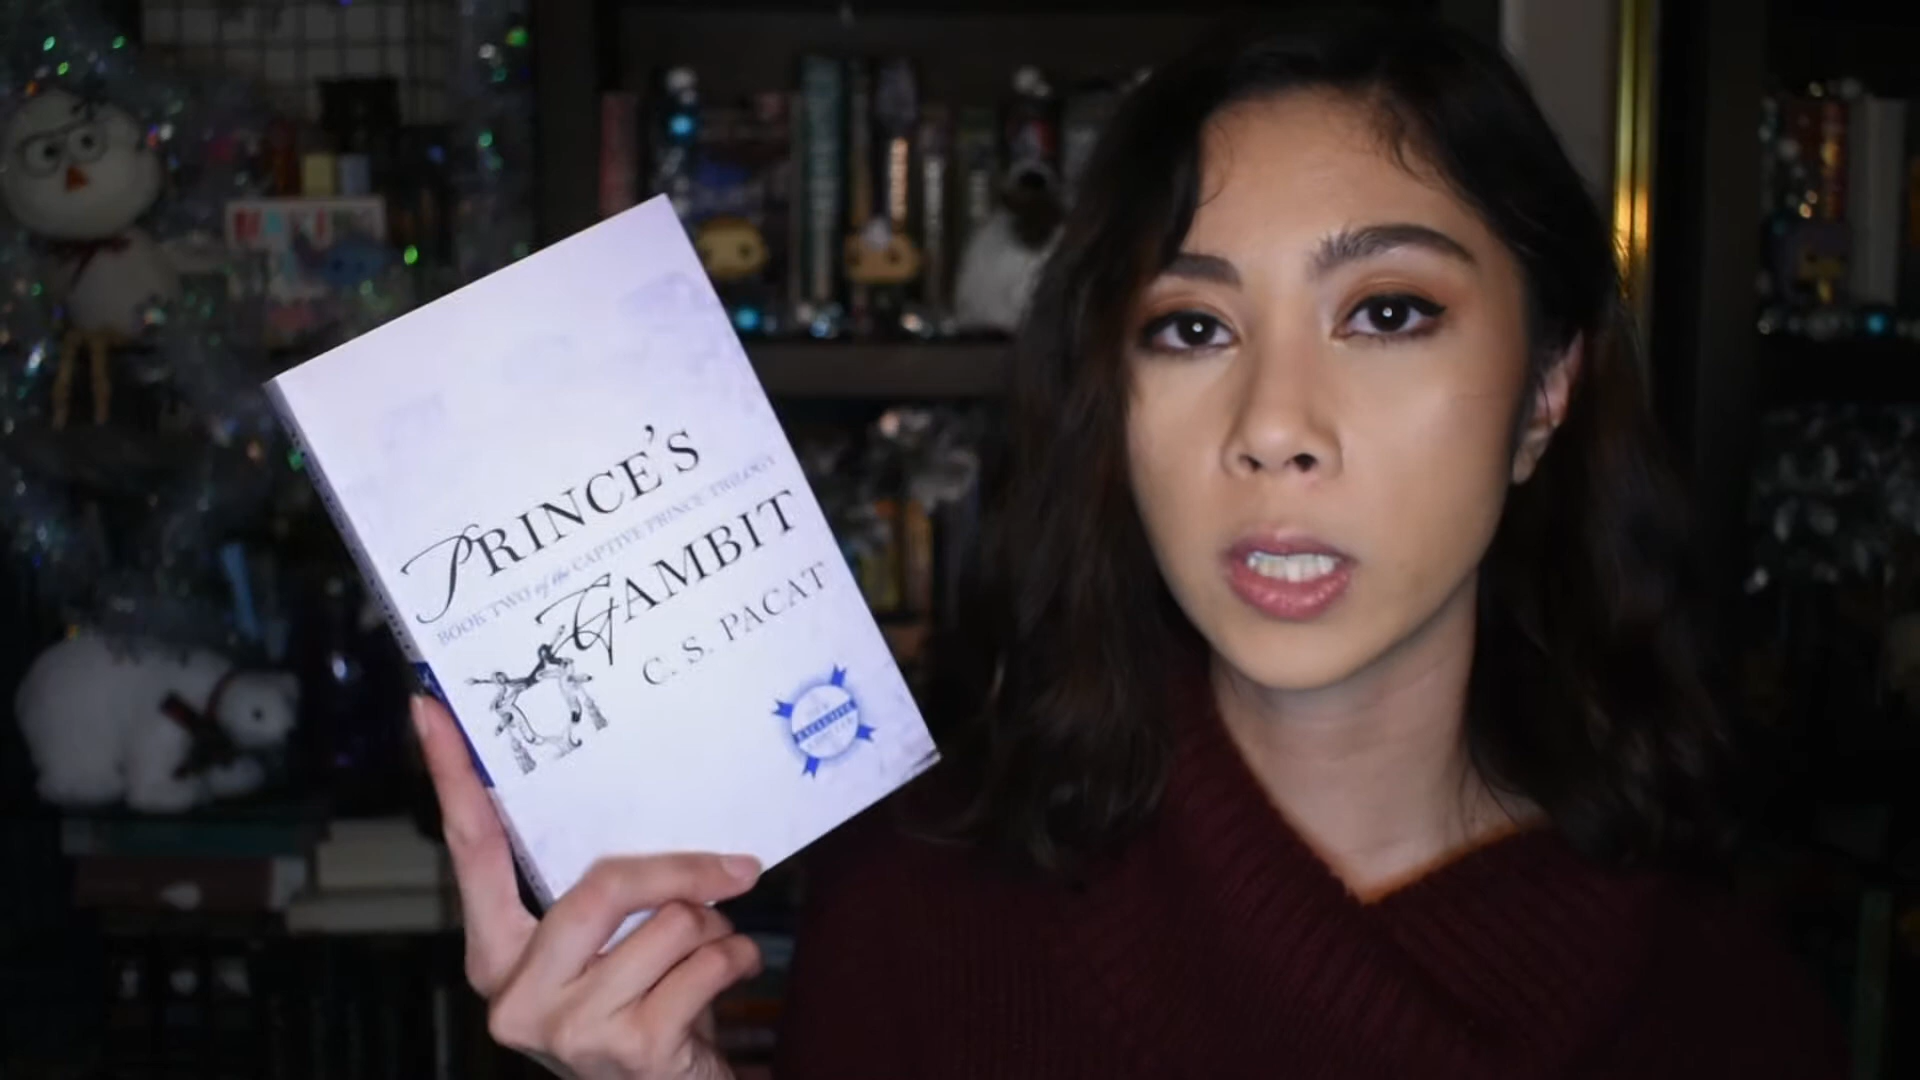 PRINCE'S
BOOK TWO of the CAPTIVE PRINCE TRILOGY
GAMBIT
C. S. PACAT